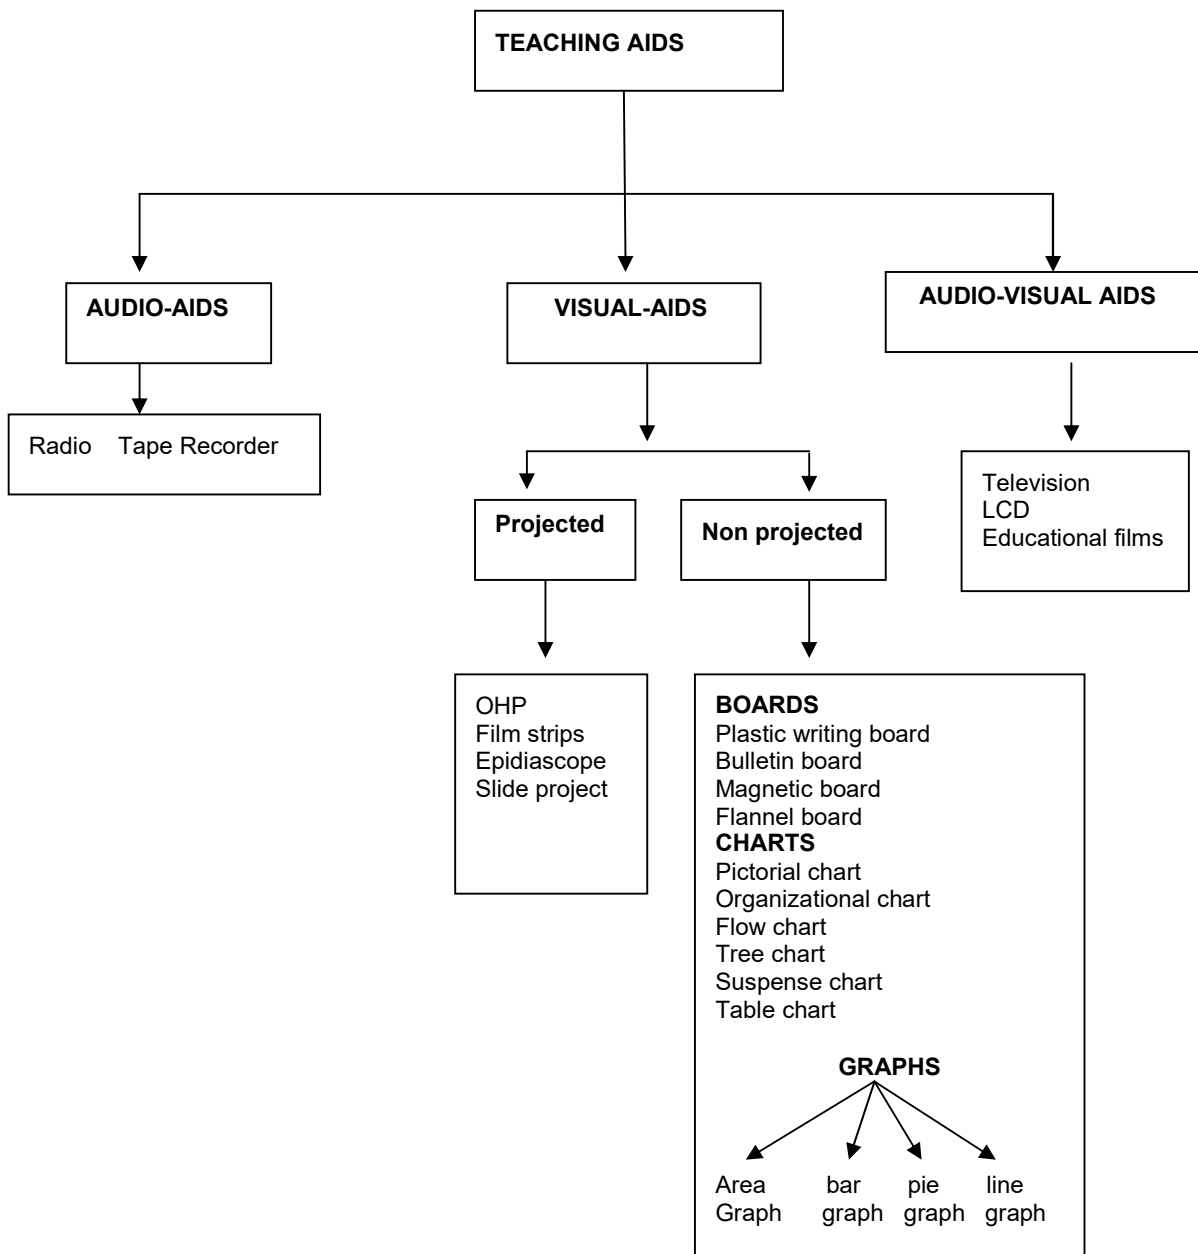 TEACHING AIDS
AUDIO-AIDS
VISUAL-AIDS
AUDIO-VISUAL AIDS
Radio Tape Recorder
Projected
Non projected
Television
LCD
Educational films
OHP
Film strips
Epidiascope
Slide project
BOARDS
Plastic writing board
Bulletin board
Magnetic board
Flannel board
CHARTS
Pictorial chart
Organizational chart
Flow chart
Tree chart
Suspense chart
Table chart
GRAPHS
Area bar pie line
Graph graph graph graph